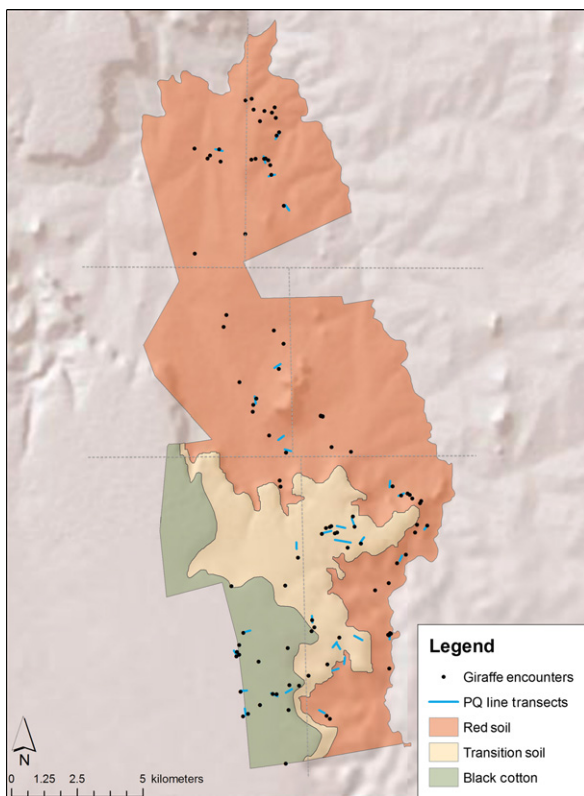 Legend
Giraffe encounters
PQ line transects
Red soil
Transition soil
Black cotton
N
0 1.25 2.5 5 kilometers